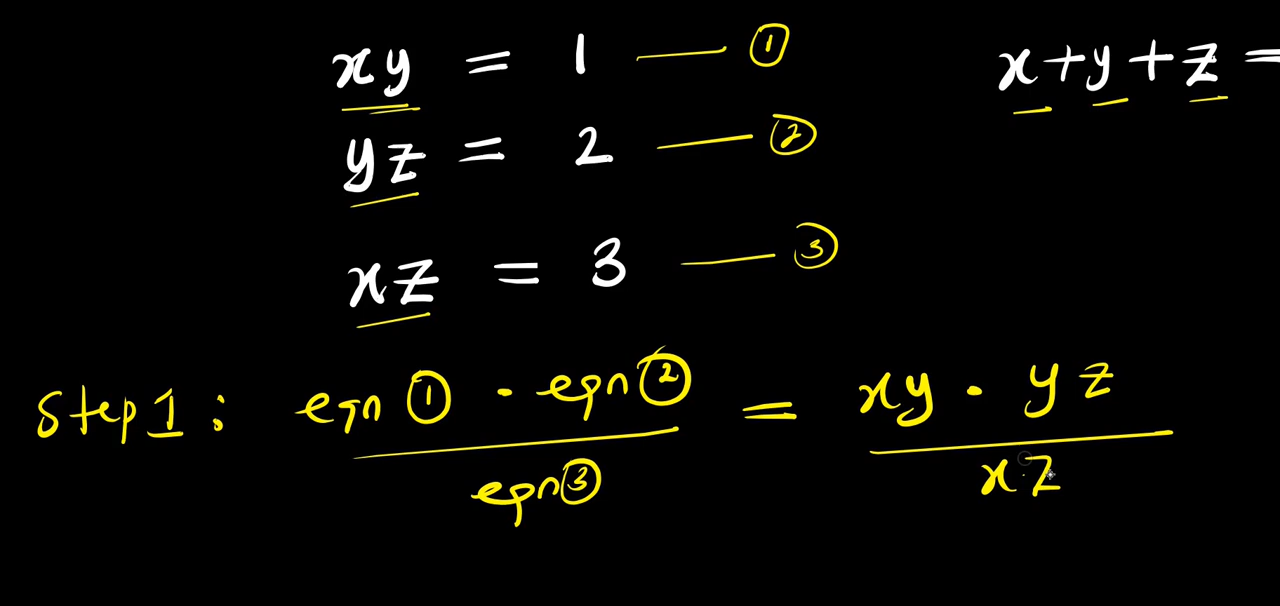 xy = 1 — ①
x+y+z =
yz = 2 — ②
xz = 3 — ③
Step 1 : eqn ① · eqn ② / eqn ③ = xy · yz / xz